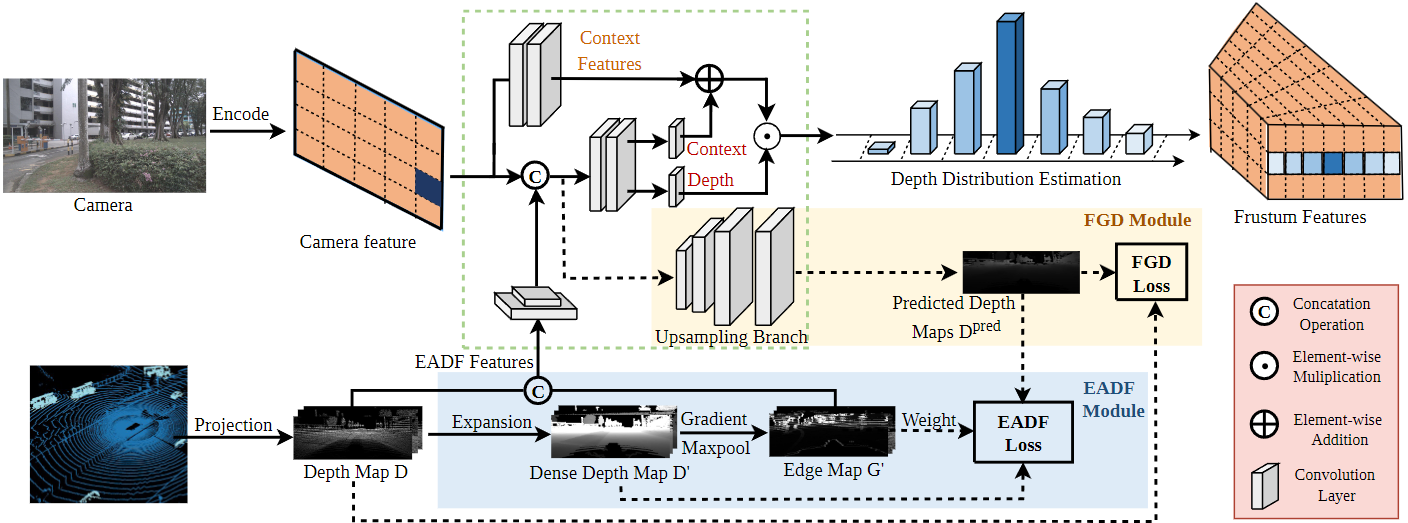 Encode
Camera
Camera feature
Context
Features
C
Context
Depth
Depth Distribution Estimation
Frustum Features
FGD Module
FGD
Loss
Predicted Depth
Maps D^pred
Upsampling Branch
EADF Features
C
Projection
Depth Map D
Expansion
Dense Depth Map D'
Gradient
Maxpool
Edge Map G'
Weight
EADF
Loss
EADF
Module
C
Concatation
Operation
Element-wise
Muliplication
Element-wise
Addition
Convolution
Layer